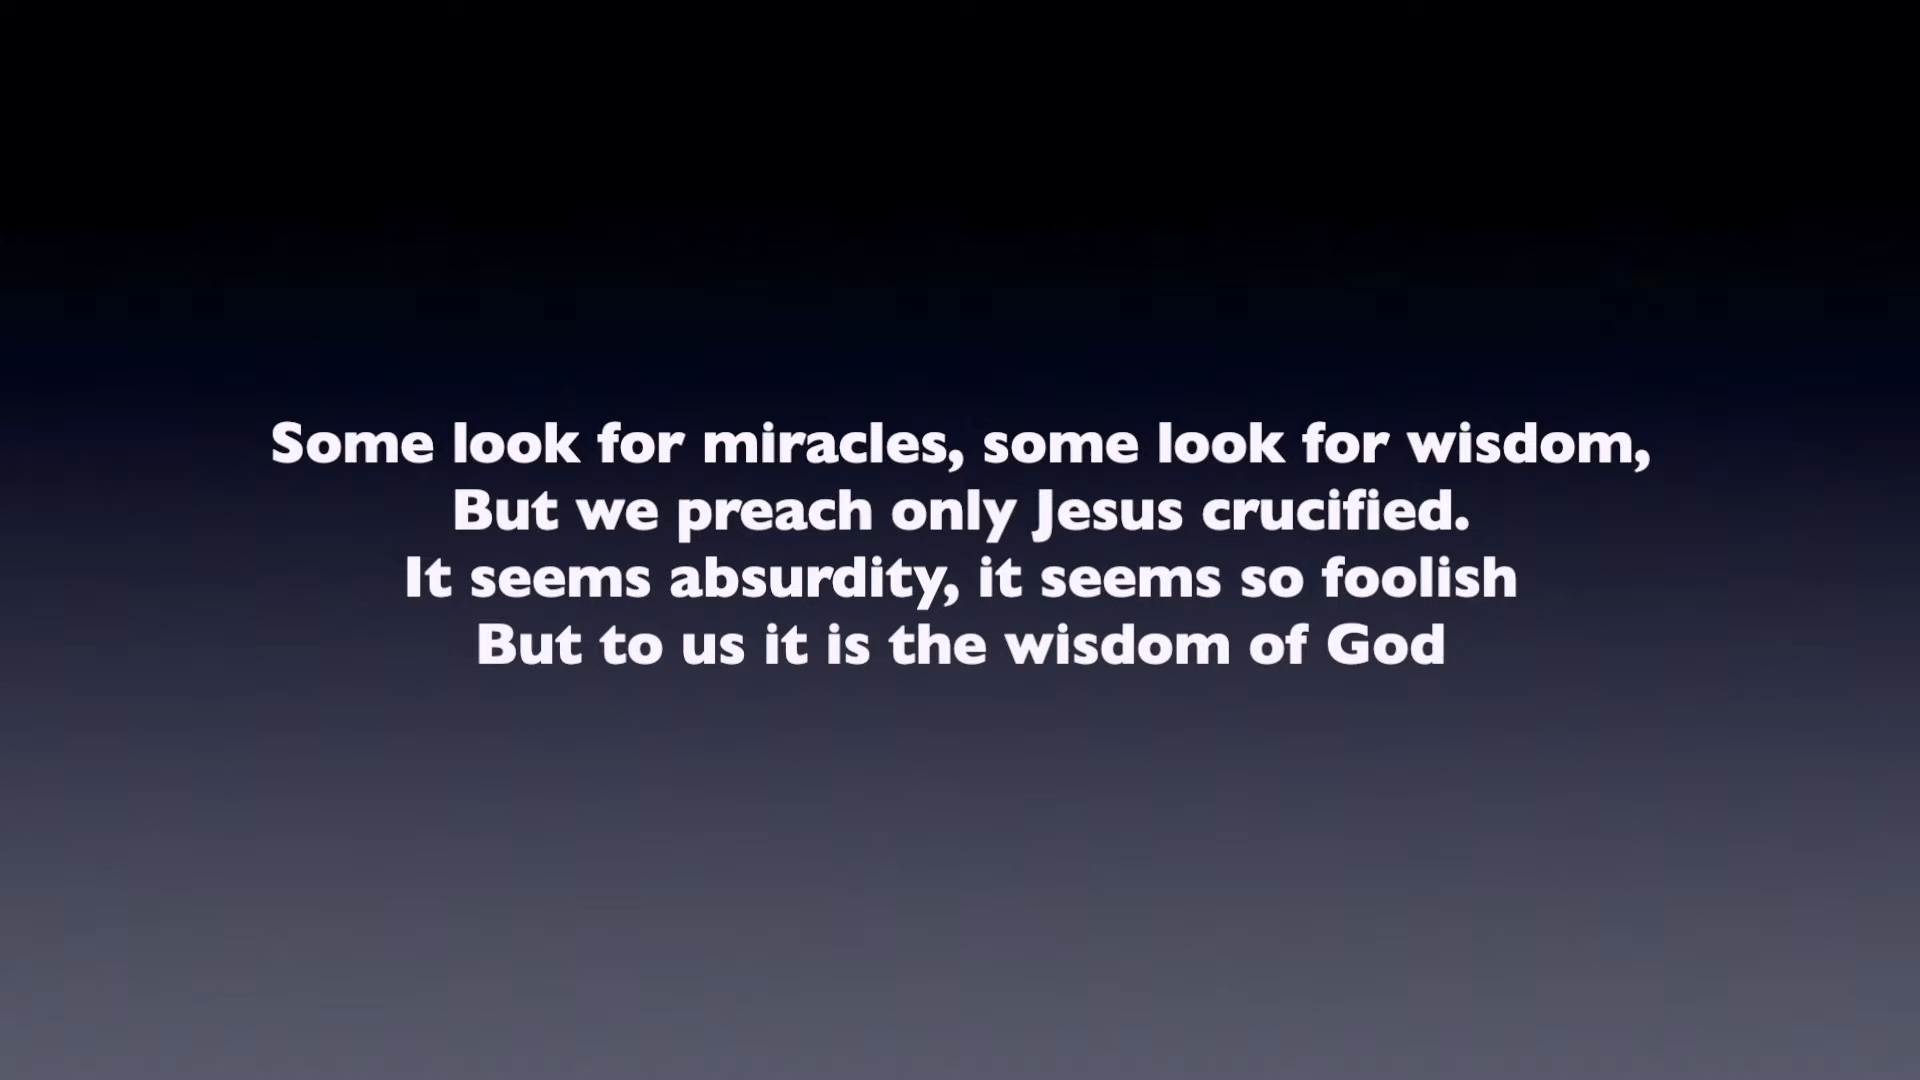 Some look for miracles, some look for wisdom,
But we preach only Jesus crucified.
It seems absurdity, it seems so foolish
But to us it is the wisdom of God